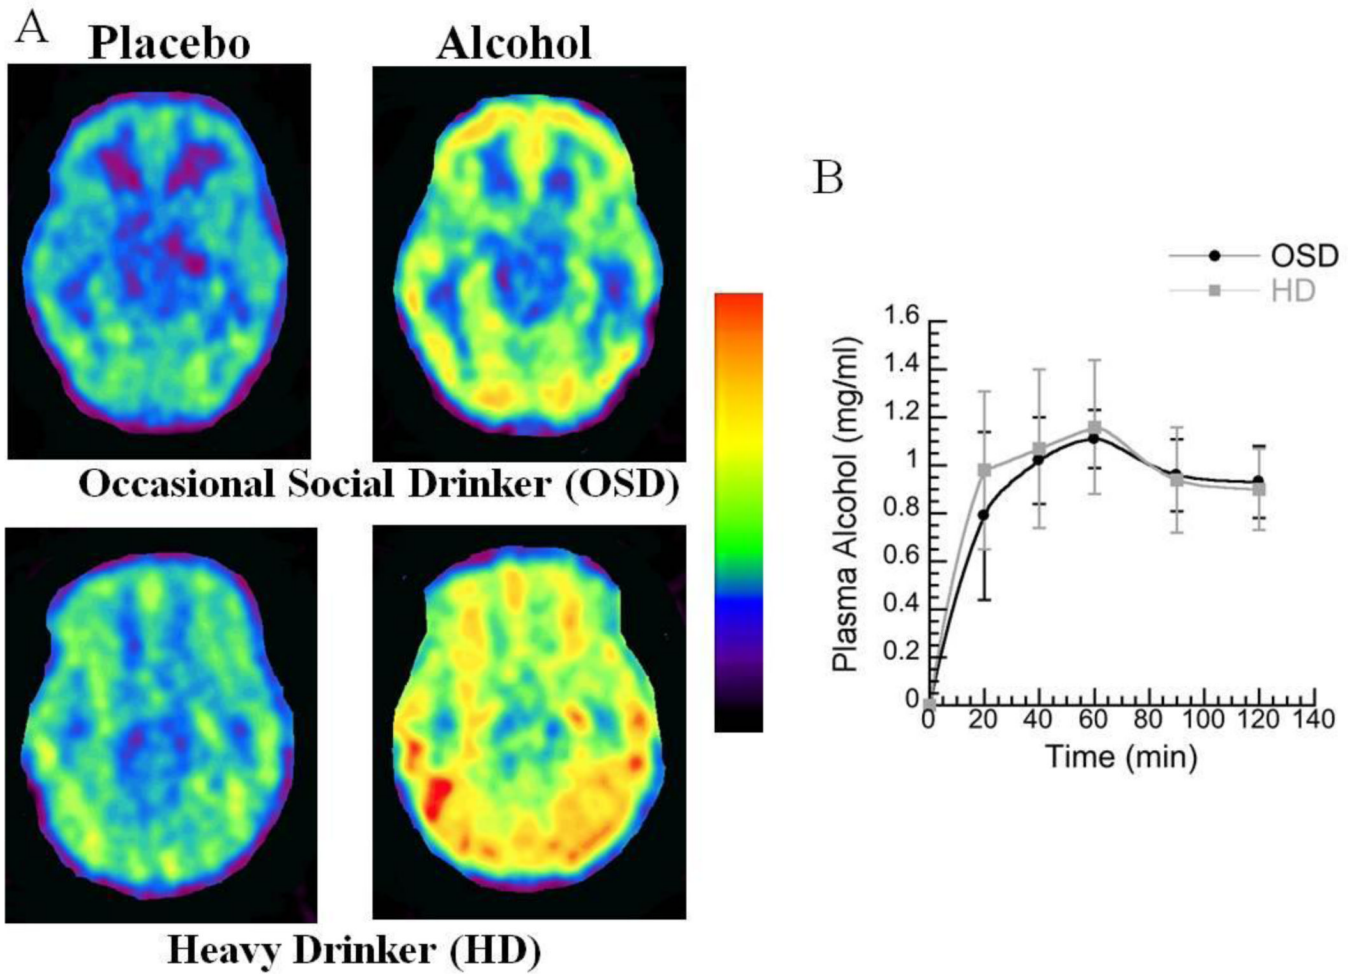 A
Placebo
Alcohol
Occasional Social Drinker (OSD)
Heavy Drinker (HD)
B
OSD
HD
Plasma Alcohol (mg/ml)
1.6
1.4
1.2
1
0.8
0.6
0.4
0.2
0
0 20 40 60 80 100 120 140
Time (min)